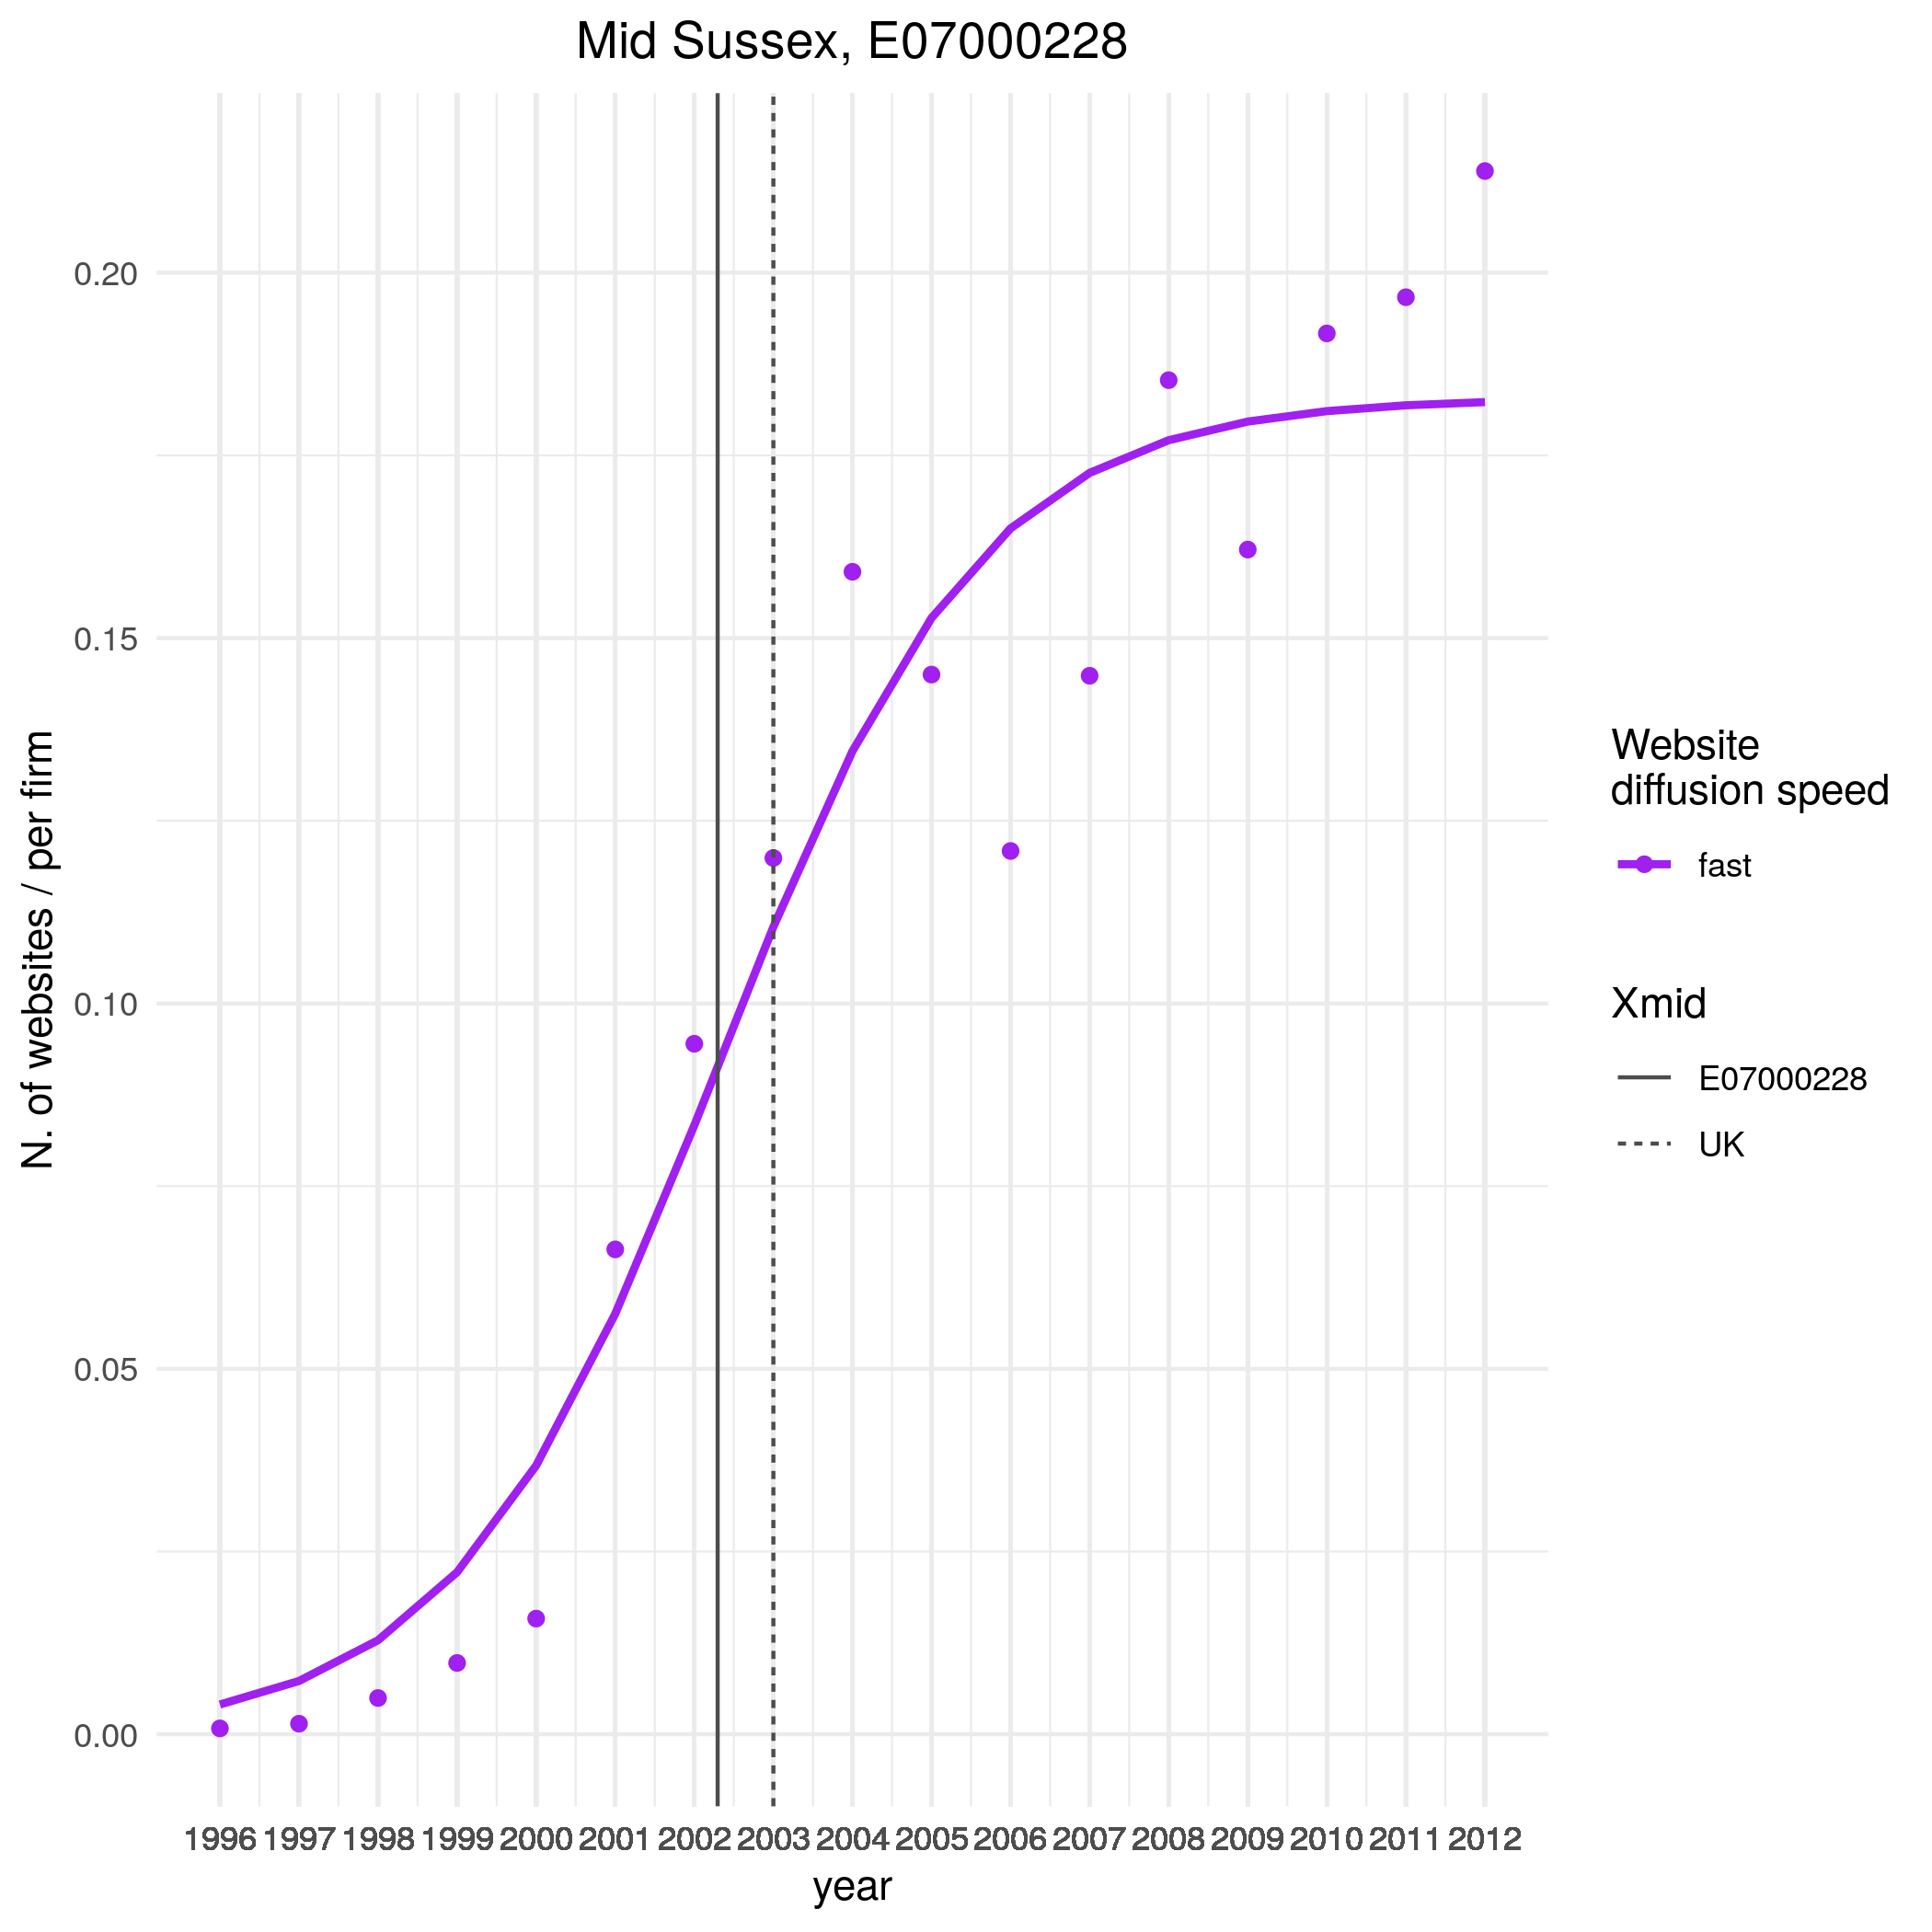 Mid Sussex, E07000228
N. of websites / per firm
0.20
0.15
0.10
0.05
0.00
1996 1997 1998 1999 2000 2001 2002 2003 2004 2005 2006 2007 2008 2009 2010 2011 2012
year
Website
diffusion speed
fast
Xmid
E07000228
UK